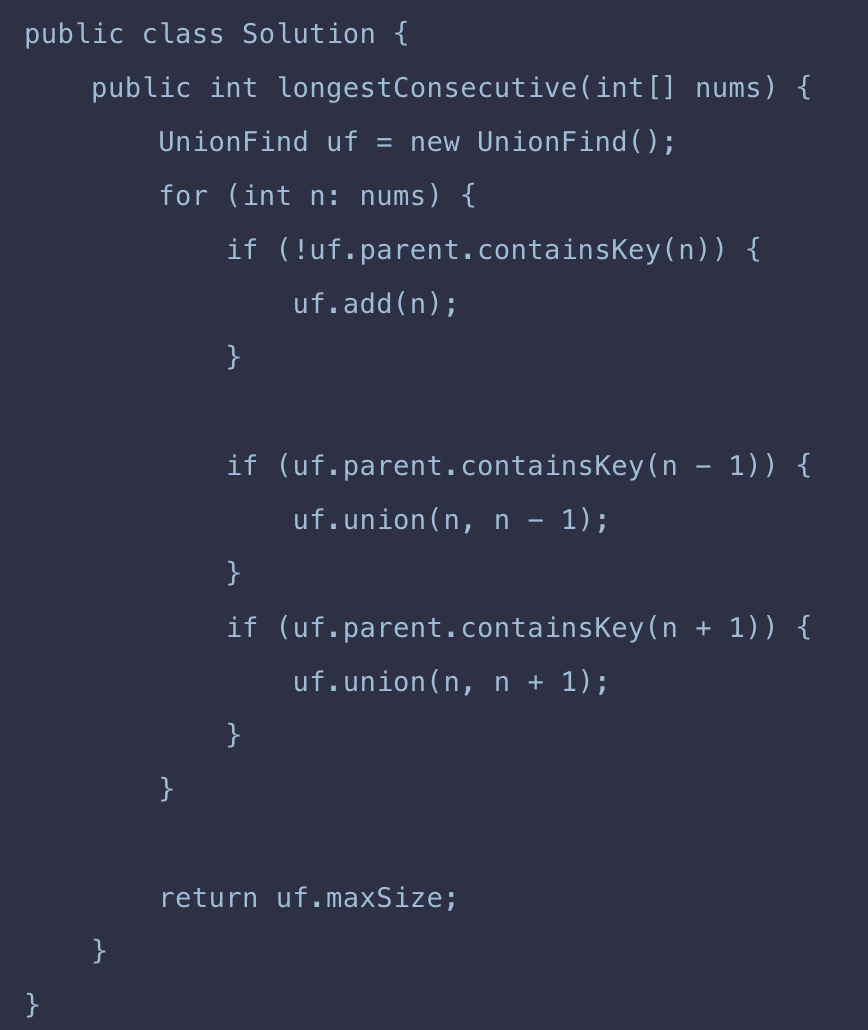 public class Solution {
    public int longestConsecutive(int[] nums) {
        UnionFind uf = new UnionFind();
        for (int n: nums) {
            if (!uf.parent.containsKey(n)) {
                uf.add(n);
            }

            if (uf.parent.containsKey(n - 1)) {
                uf.union(n, n - 1);
            }
            if (uf.parent.containsKey(n + 1)) {
                uf.union(n, n + 1);
            }
        }

        return uf.maxSize;
    }
}